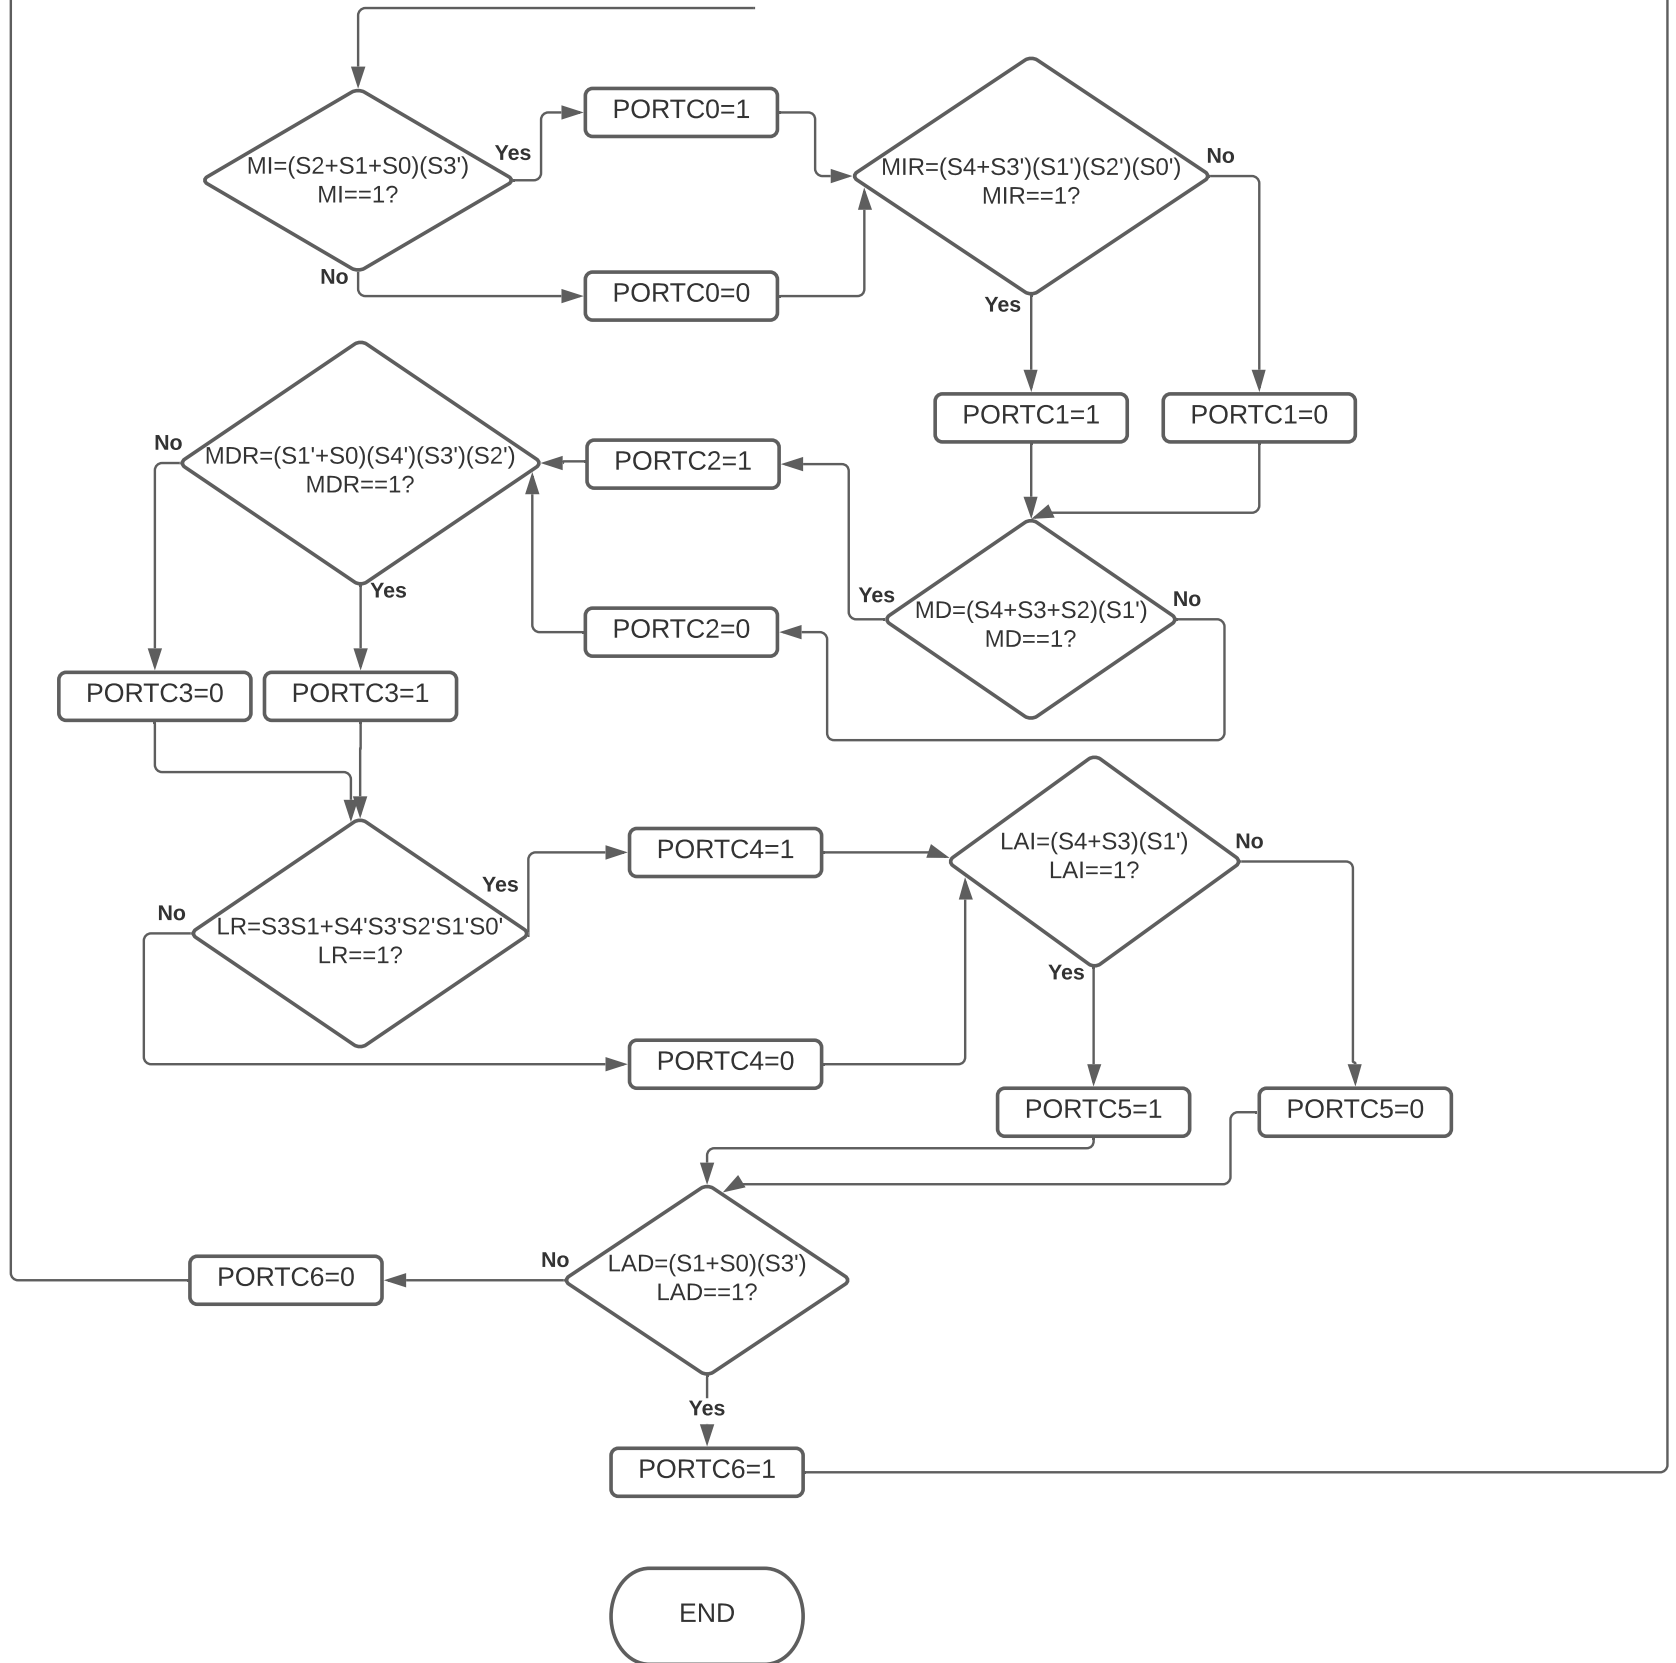 MI=(S2+S1+S0)(S3')
MI==1?
Yes
No
PORTC0=1
PORTC0=0
MIR=(S4+S3')(S1')(S2')(S0')
MIR==1?
No
Yes
PORTC1=1
PORTC1=0
MD=(S4+S3+S2)(S1')
MD==1?
Yes
No
PORTC2=1
PORTC2=0
MDR=(S1'+S0)(S4')(S3')(S2')
MDR==1?
No
Yes
PORTC3=0
PORTC3=1
LR=S3S1+S4'S3'S2'S1'S0'
LR==1?
Yes
No
PORTC4=1
PORTC4=0
LAI=(S4+S3)(S1')
LAI==1?
No
Yes
PORTC5=1
PORTC5=0
LAD=(S1+S0)(S3')
LAD==1?
No
PORTC6=0
Yes
PORTC6=1
END